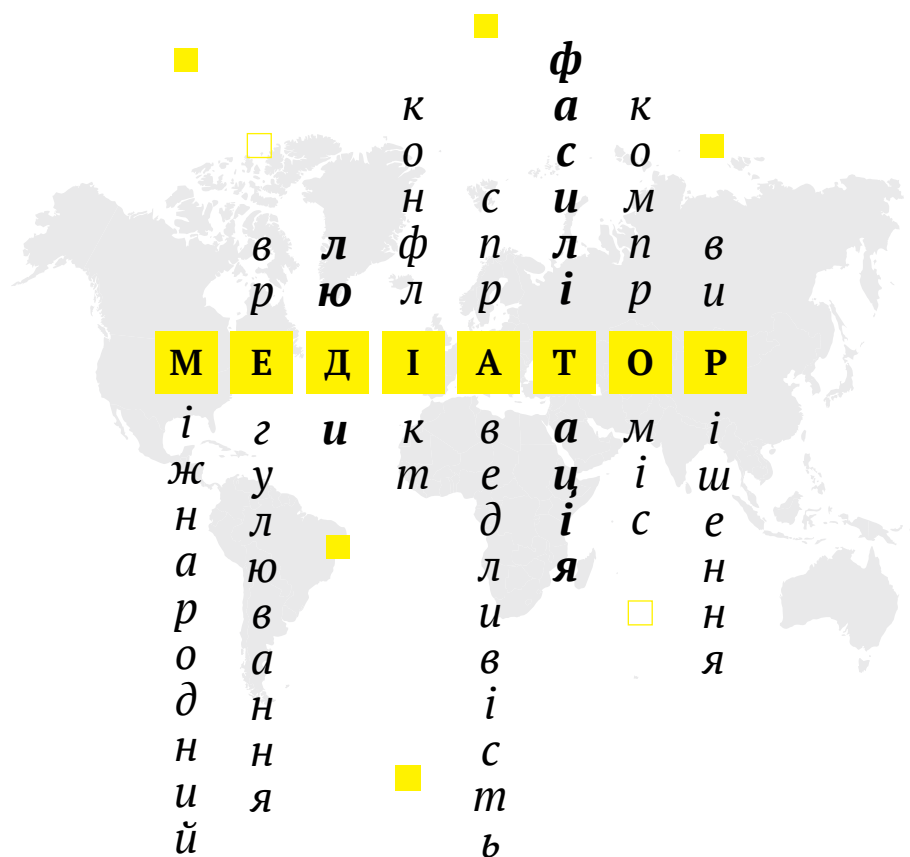 МЕДІАТОР
Міжнародний
врЕгулювання
люДи
конфлІкт
спрАведливість
фасиліТація
компрОміс
виРішення